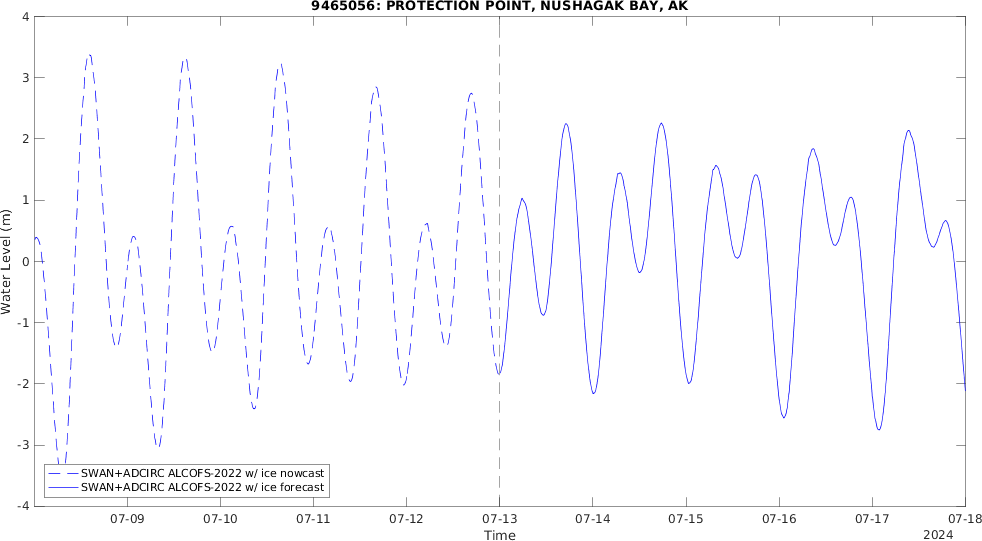 9465056: PROTECTION POINT, NUSHAGAK BAY, AK
4
3
2
1
0
-1
-2
-3
-4
Water Level (m)
SWAN+ADCIRC ALCOFS-2022 w/ ice nowcast
SWAN+ADCIRC ALCOFS-2022 w/ ice forecast
07-09 07-10 07-11 07-12 07-13 07-14 07-15 07-16 07-17 07-18
Time
2024